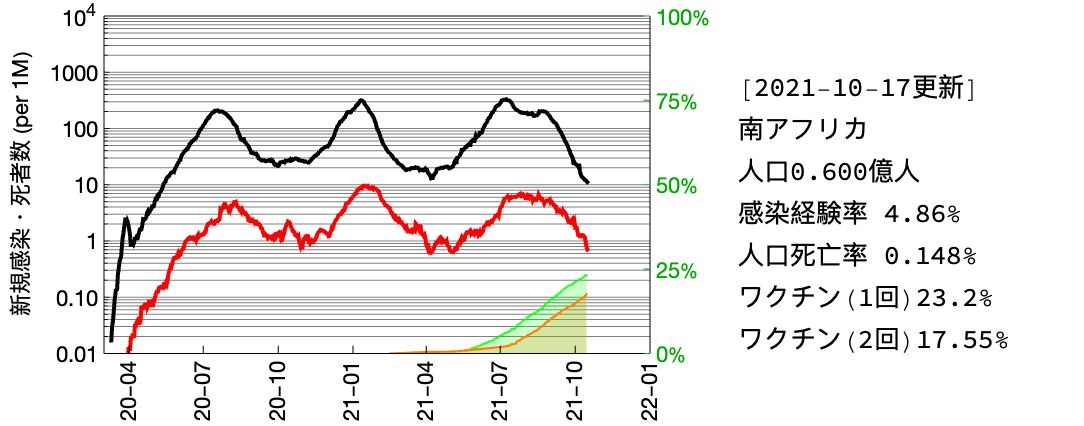 新規感染・死者数 (per 1M)
10^4
1000
100
10
1
0.10
0.01
100%
75%
50%
25%
0%
20-04
20-07
20-10
21-01
21-04
21-07
21-10
22-01
[2021-10-17更新]
南アフリカ
人口0.600億人
感染経験率 4.86%
人口死亡率 0.148%
ワクチン(1回)23.2%
ワクチン(2回)17.55%